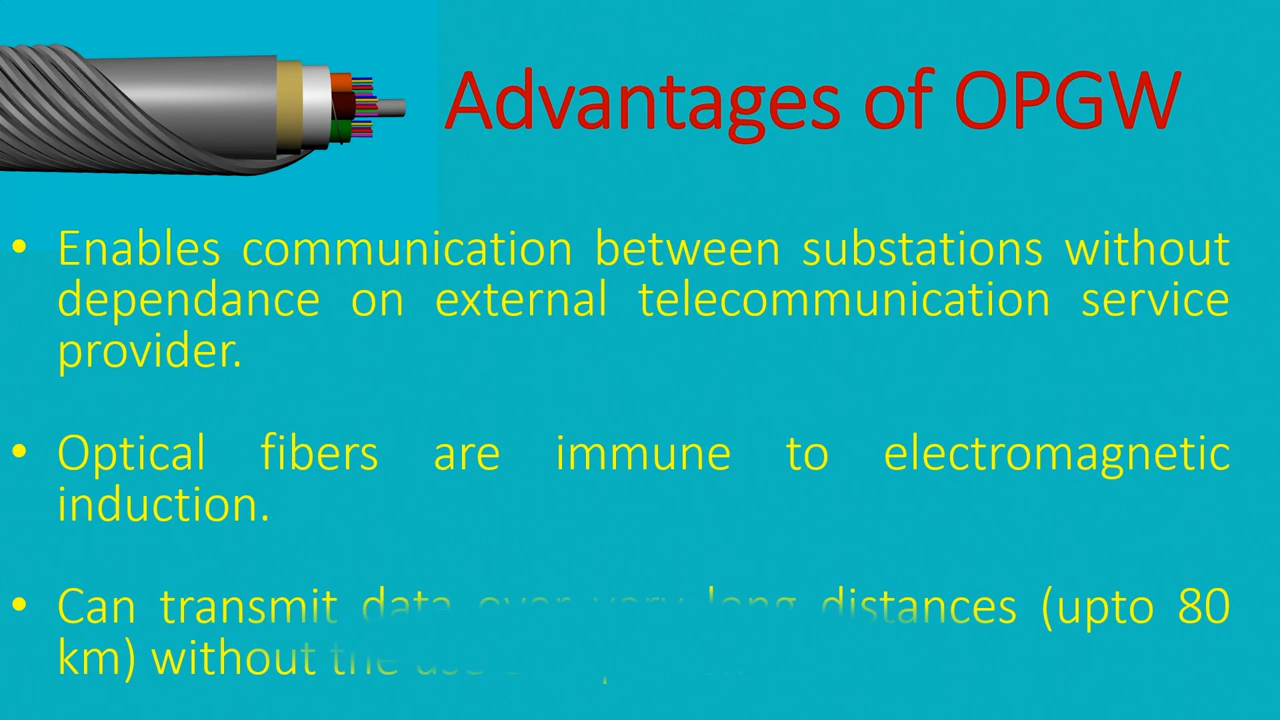 Advantages of OPGW
• Enables communication between substations without
dependance on external telecommunication service
provider.
• Optical fibers are immune to electromagnetic
induction.
• Can transmit data over very long distances (upto 80
km) without the use